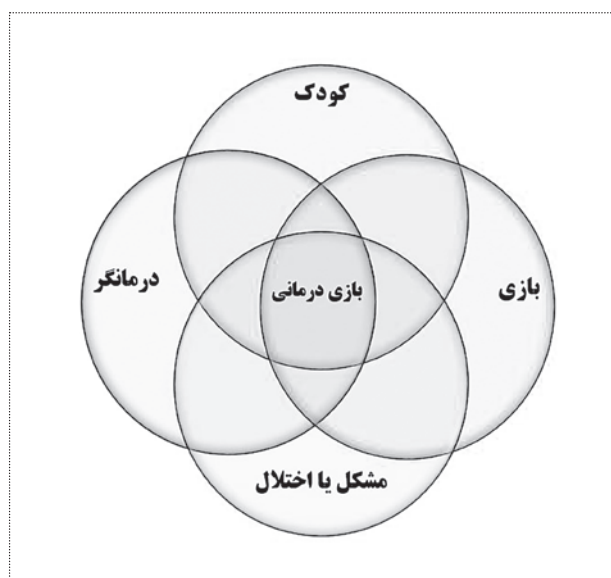 کودک
بازی
درمانگر
بازی درمانی
مشکل یا اختلال